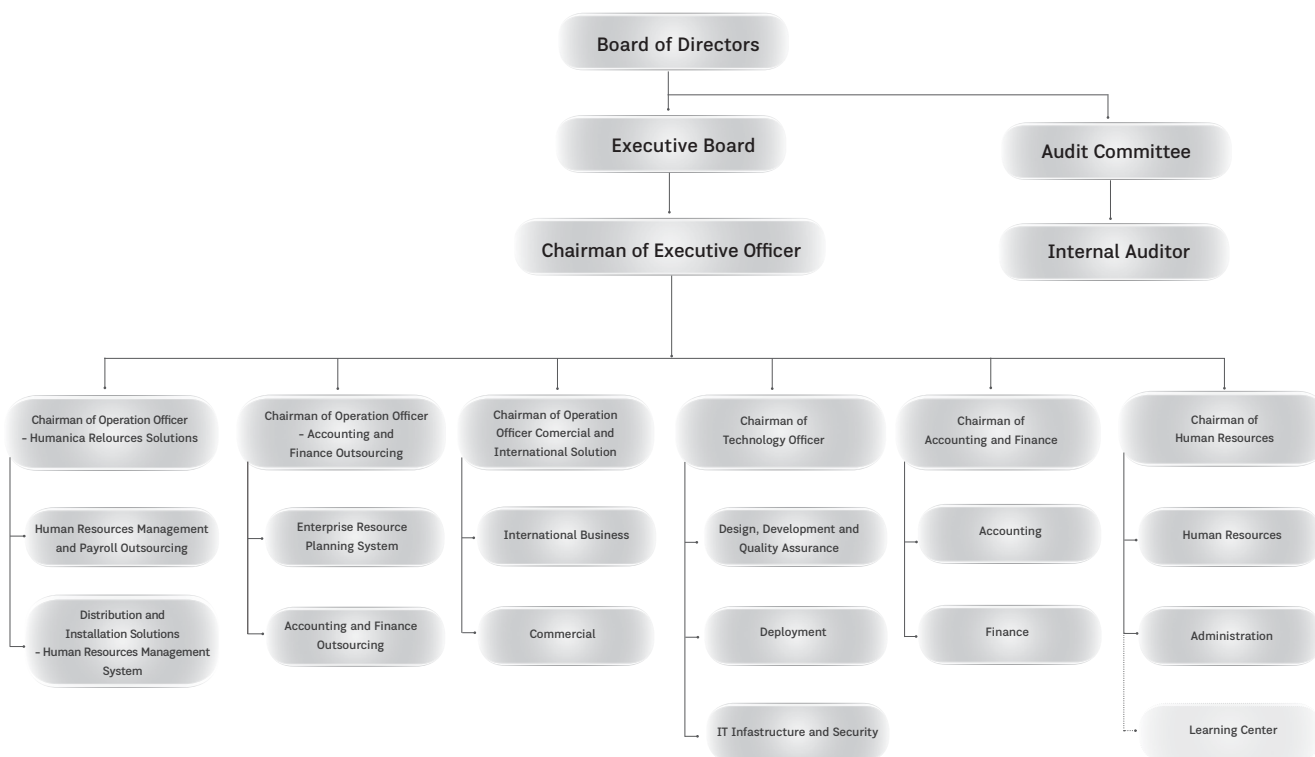 Board of Directors
Executive Board
Audit Committee
Chairman of Executive Officer
Internal Auditor
Chairman of Operation Officer
- Humanica Relources Solutions
Chairman of Operation Officer
- Accounting and
Finance Outsourcing
Chairman of Operation
Officer Comercial and
International Solution
Chairman of
Technology Officer
Chairman of
Accounting and Finance
Chairman of
Human Resources
Human Resources Management
and Payroll Outsourcing
Enterprise Resource
Planning System
International Business
Design, Development and
Quality Assurance
Accounting
Human Resources
Distribution and
Installation Solutions
- Human Resources Management
System
Accounting and Finance
Outsourcing
Commercial
Deployment
Finance
Administration
IT Infastructure and Security
Learning Center